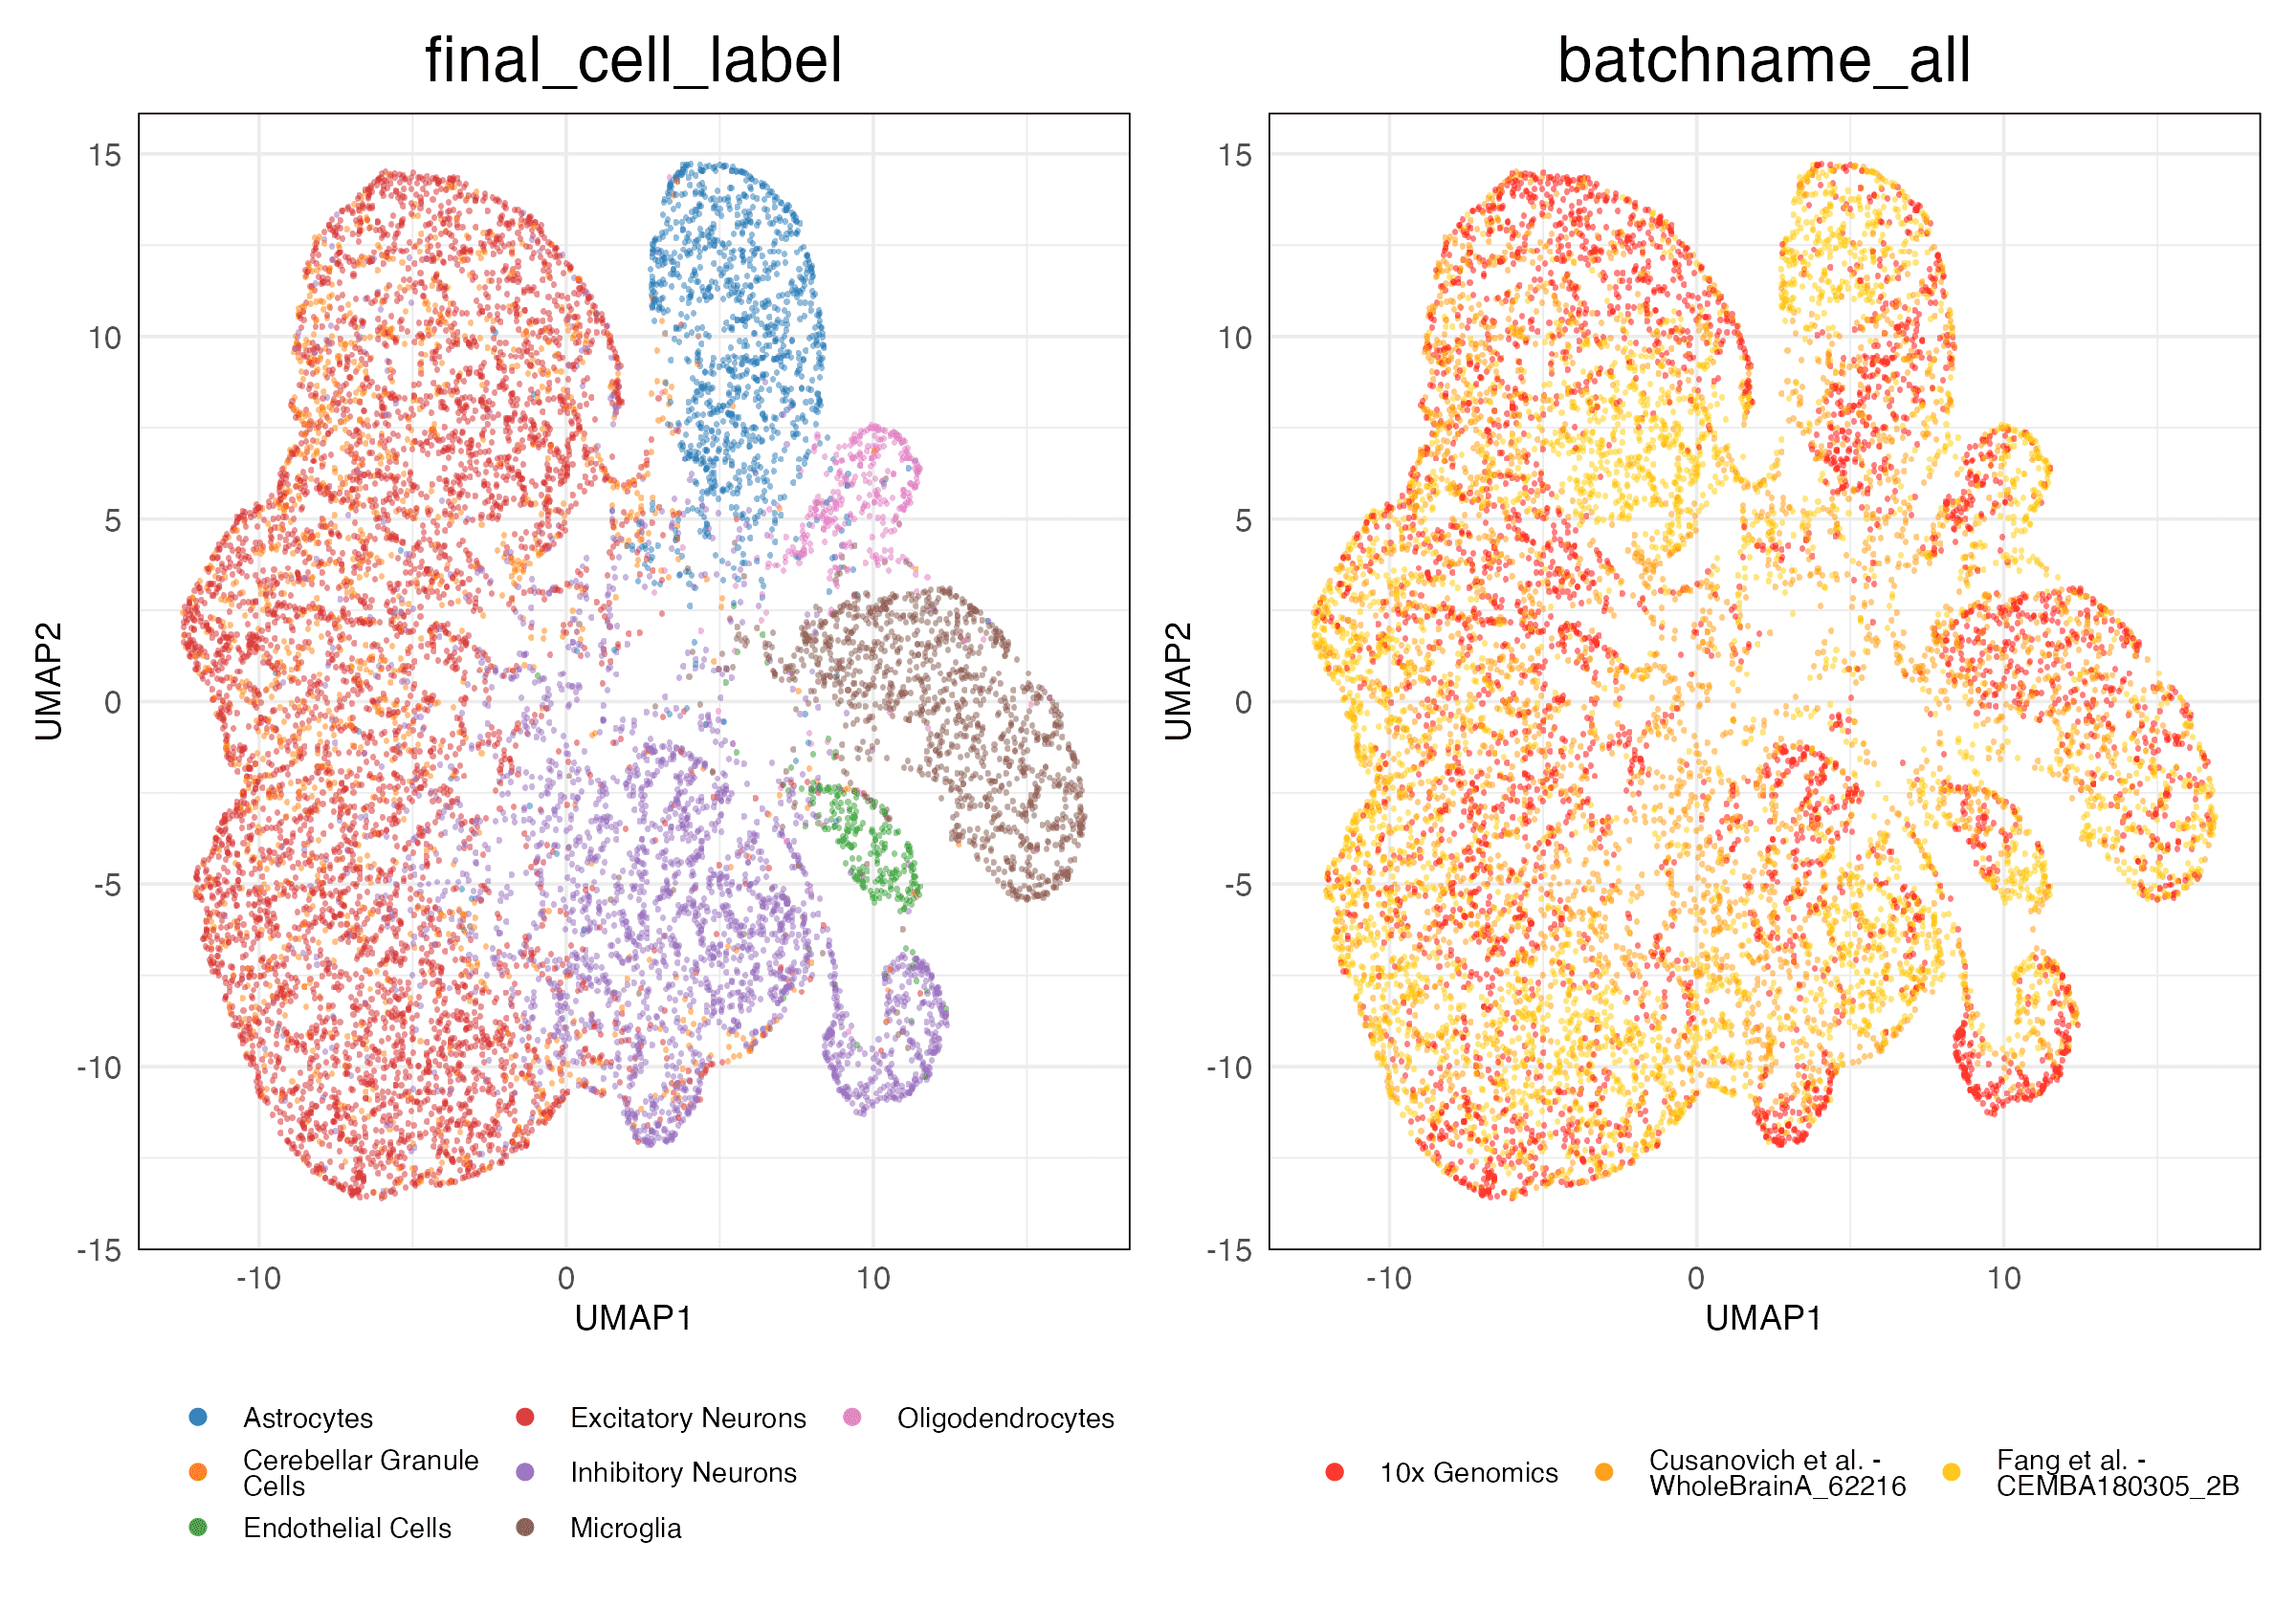 final_cell_label
batchname_all
15
10
5
0
-5
-10
-15
-10
0
10
UMAP1
UMAP2
15
10
5
0
-5
-10
-15
-10
0
10
UMAP1
UMAP2
Astrocytes
Cerebellar Granule
Cells
Endothelial Cells
Excitatory Neurons
Inhibitory Neurons
Microglia
Oligodendrocytes
10x Genomics
Cusanovich et al. -
WholeBrainA_62216
Fang et al. -
CEMBA180305_2B